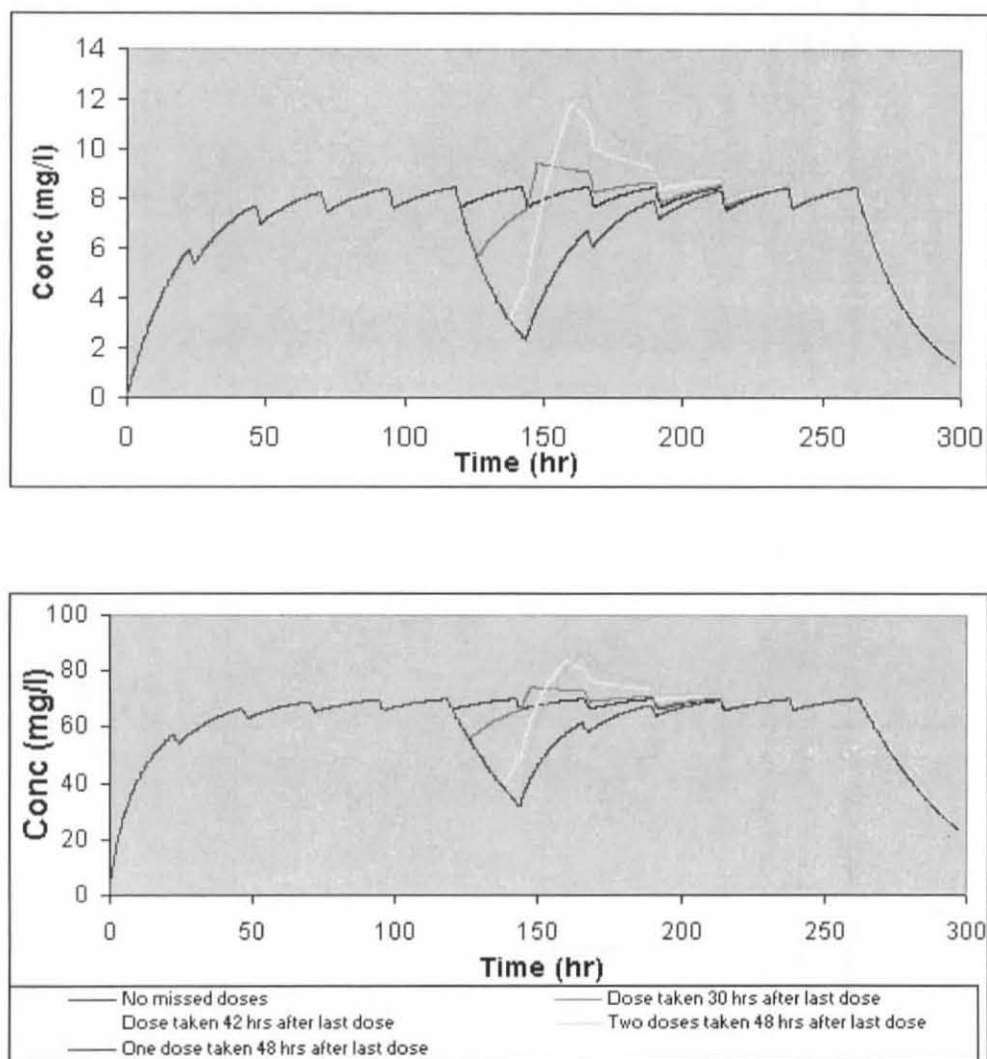 14
12
10
8
6
4
2
0
Conc (mg/l)
0 50 100 150 200 250 300
Time (hr)
100
80
60
40
20
0
Conc (mg/l)
0 50 100 150 200 250 300
Time (hr)
No missed doses Dose taken 30 hrs after last dose
Dose taken 42 hrs after last dose Two doses taken 48 hrs after last dose
One dose taken 48 hrs after last dose